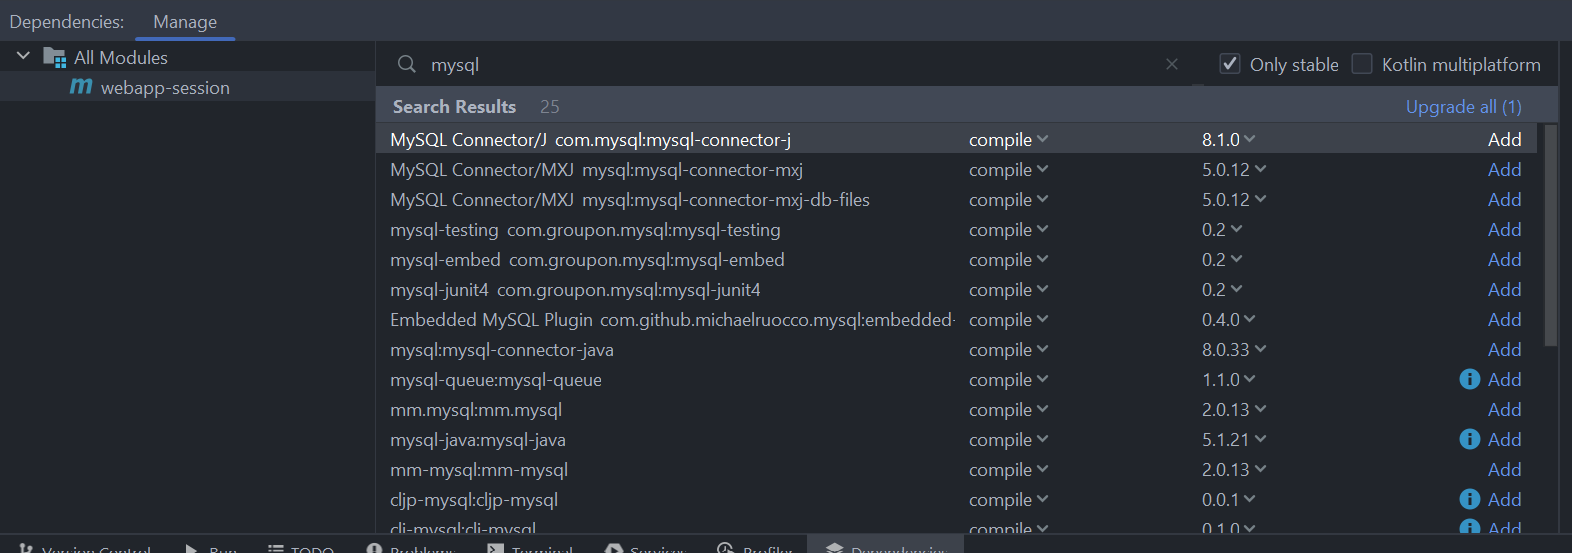 Dependencies: Manage
All Modules
webapp-session
mysql Only stable Kotlin multiplatform
Search Results 25 Upgrade all (1)
MySQL Connector/J com.mysql:mysql-connector-j compile 8.1.0 Add
MySQL Connector/MXJ mysql:mysql-connector-mxj compile 5.0.12 Add
MySQL Connector/MXJ mysql:mysql-connector-mxj-db-files compile 5.0.12 Add
mysql-testing com.groupon.mysql:mysql-testing compile 0.2 Add
mysql-embed com.groupon.mysql:mysql-embed compile 0.2 Add
mysql-junit4 com.groupon.mysql:mysql-junit4 compile 0.2 Add
Embedded MySQL Plugin com.github.michaelruocco.mysql:embedded- compile 0.4.0 Add
mysql:mysql-connector-java compile 8.0.33 Add
mysql-queue:mysql-queue compile 1.1.0 Add
mm.mysql:mm.mysql compile 2.0.13 Add
mysql-java:mysql-java compile 5.1.21 Add
mm-mysql:mm-mysql compile 2.0.13 Add
cljp-mysql:cljp-mysql compile 0.0.1 Add
clj-mysql:clj-mysql compile 0.1.0 Add
Version Control Run TODO Problems Terminal Services Profiler Dependencies